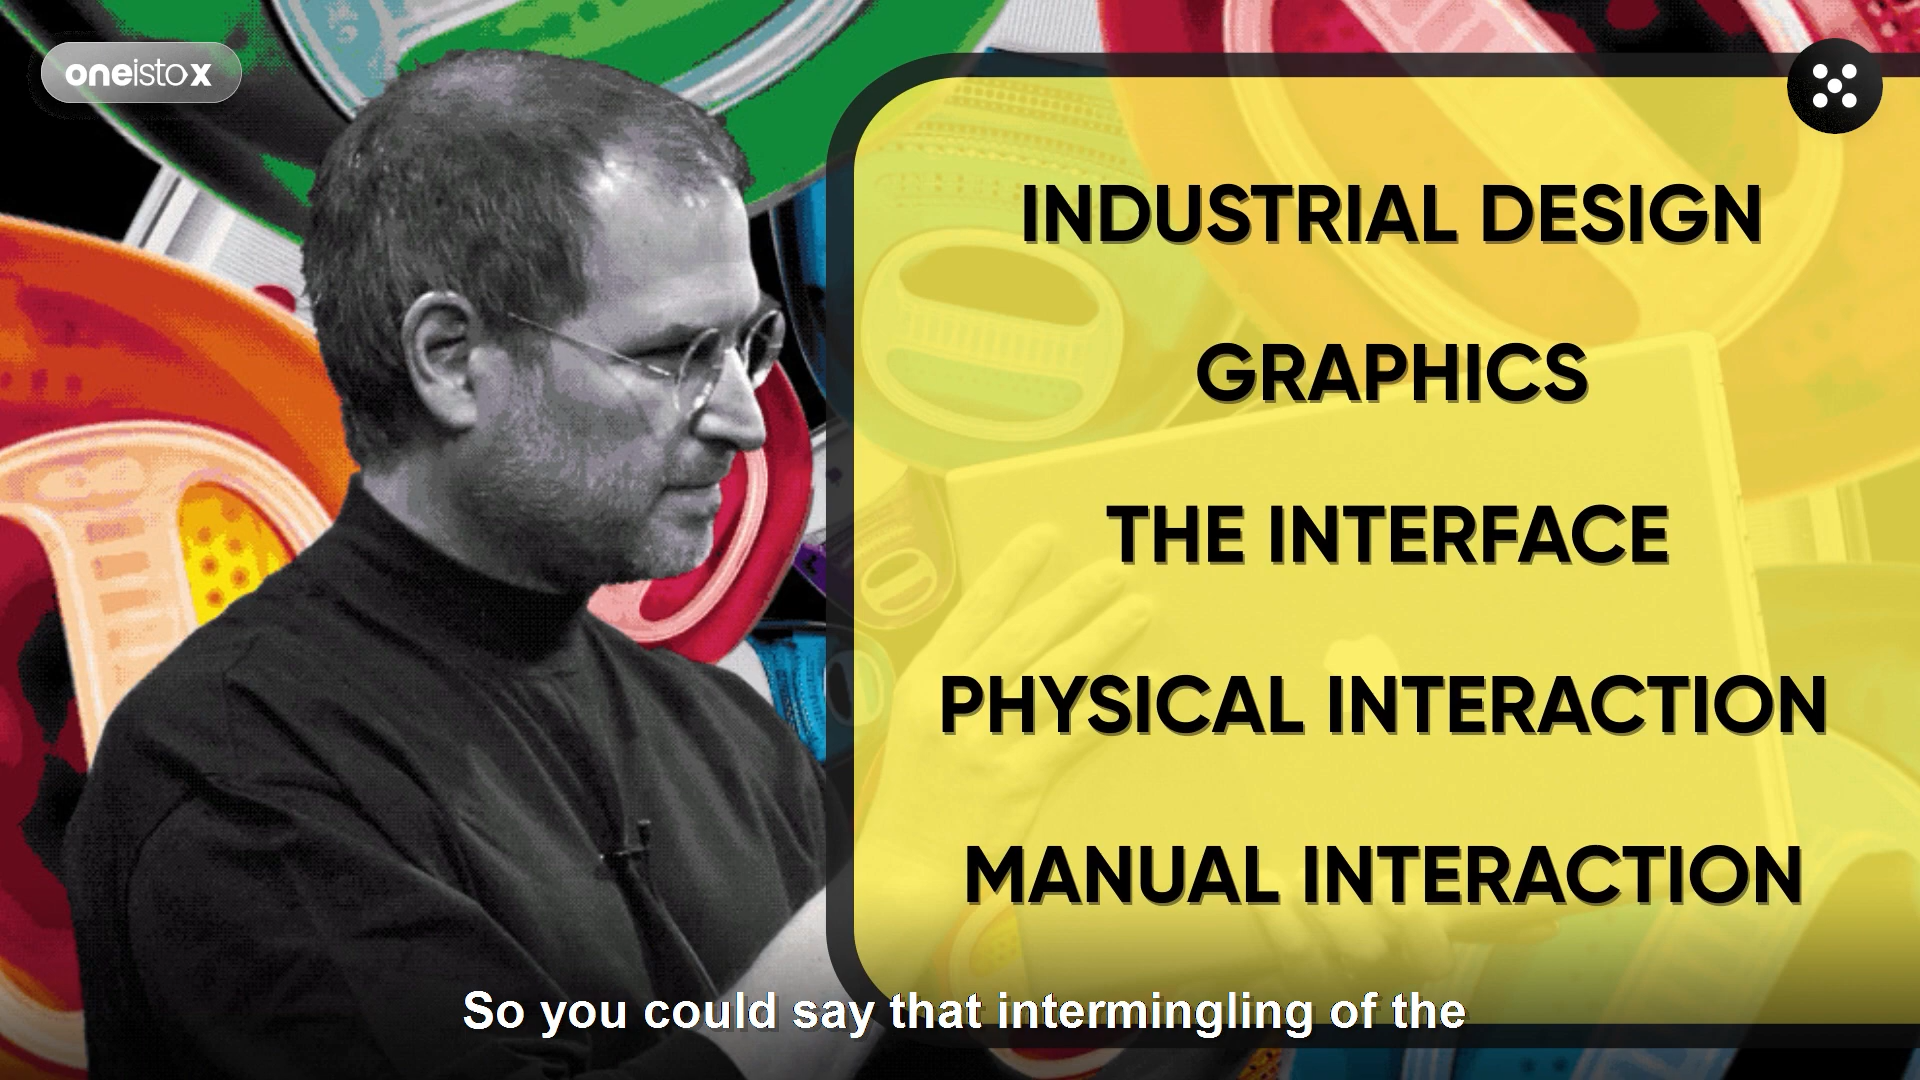 oneistox
INDUSTRIAL DESIGN
GRAPHICS
THE INTERFACE
PHYSICAL INTERACTION
MANUAL INTERACTION
So you could say that intermingling of the